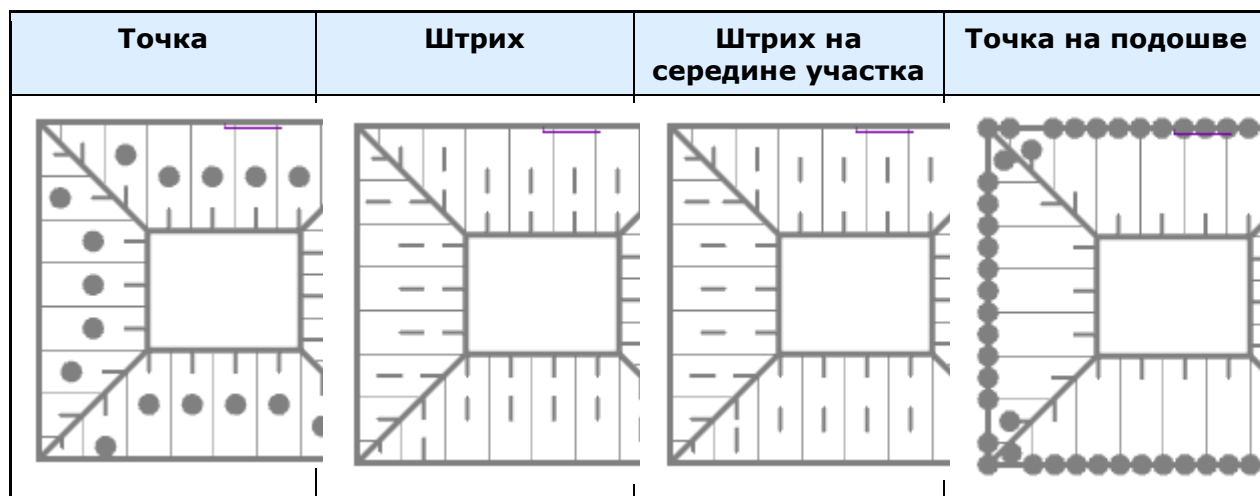 Точка
Штрих
Штрих на
середине участка
Точка на подошве